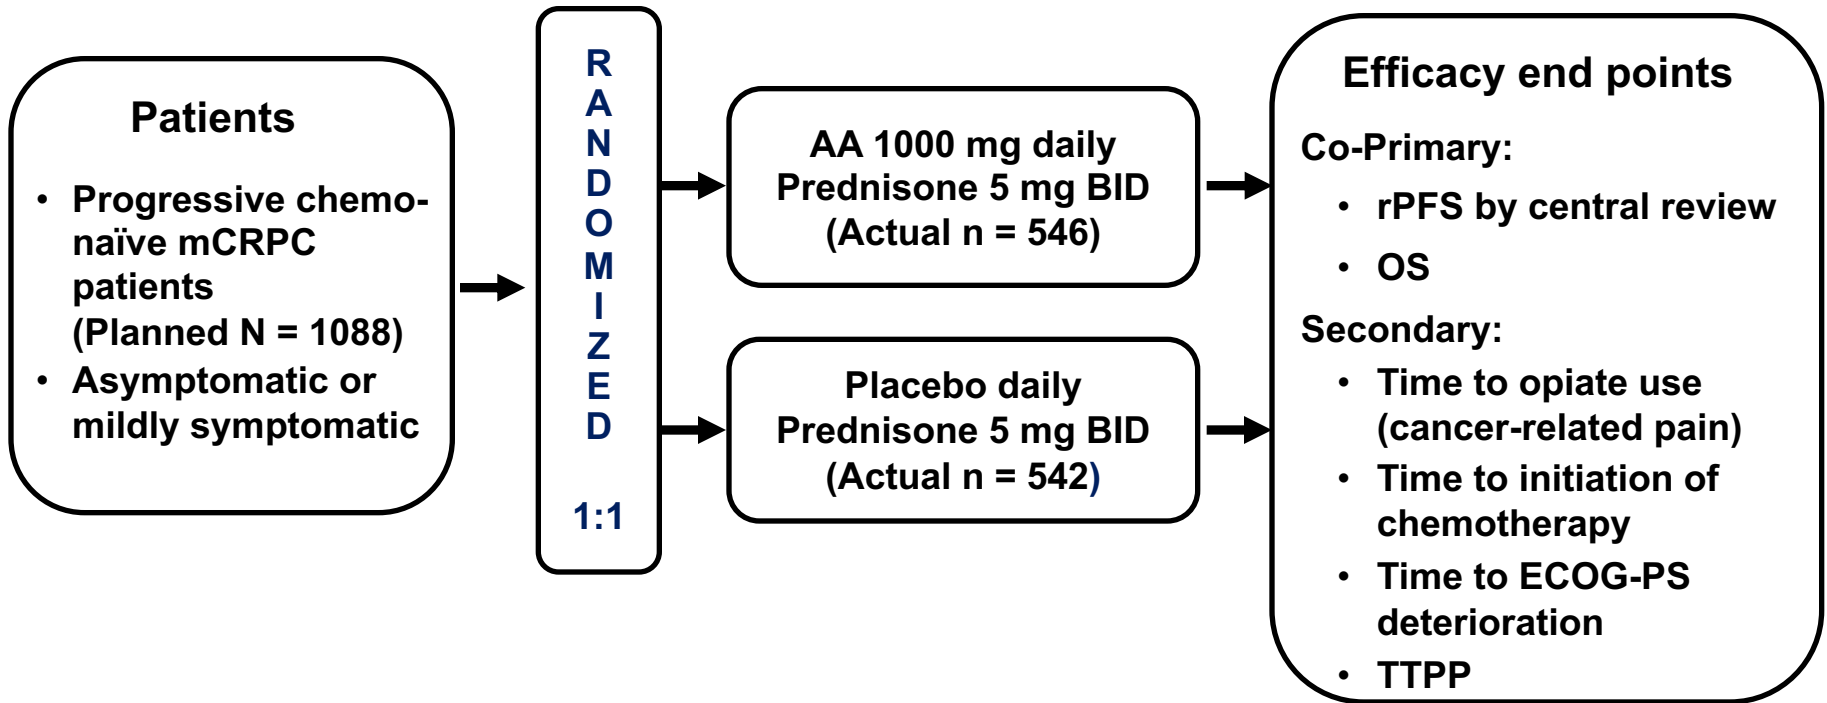 Patients
• Progressive chemo-
naïve mCRPC
patients
(Planned N = 1088)
• Asymptomatic or
mildly symptomatic
R
A
N
D
O
M
I
Z
E
D
1:1
AA 1000 mg daily
Prednisone 5 mg BID
(Actual n = 546)
Placebo daily
Prednisone 5 mg BID
(Actual n = 542)
Efficacy end points
Co-Primary:
• rPFS by central review
• OS
Secondary:
• Time to opiate use
(cancer-related pain)
• Time to initiation of
chemotherapy
• Time to ECOG-PS
deterioration
• TTPP